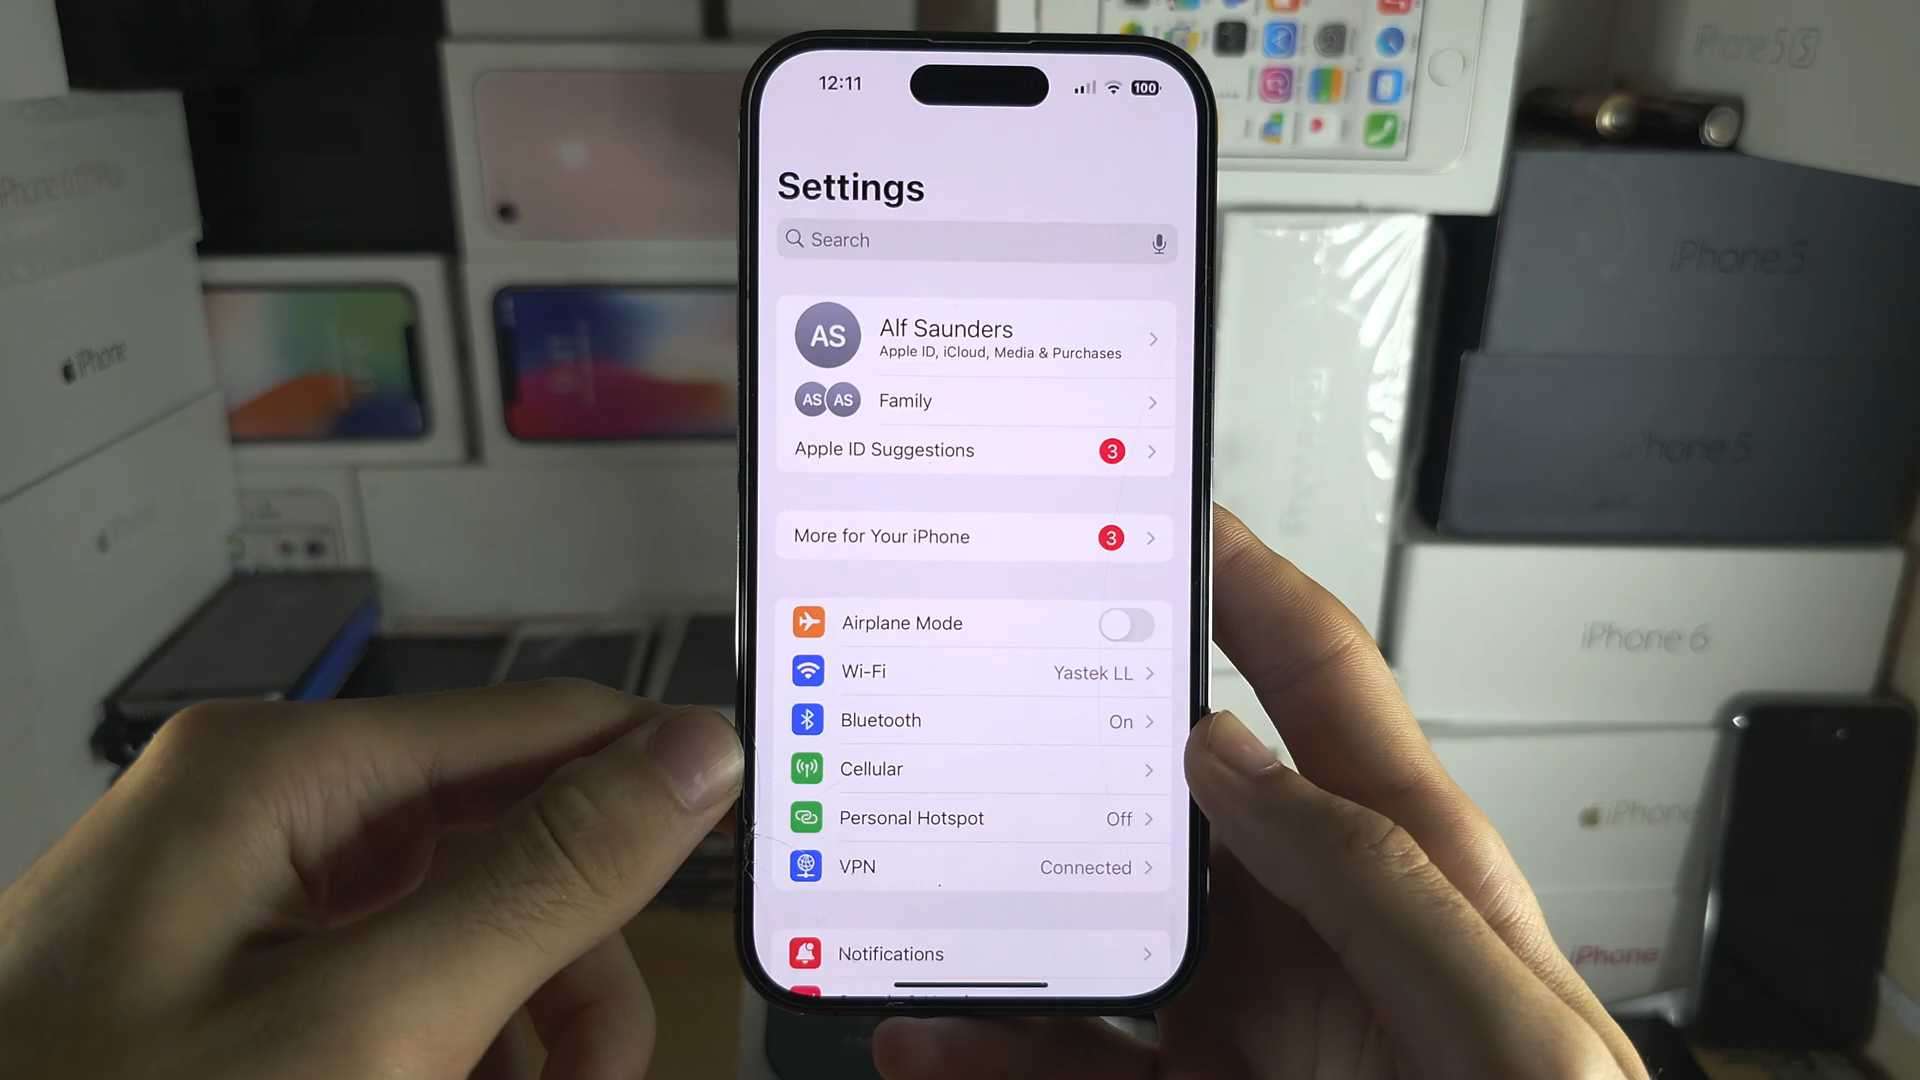 12:11
100
Settings
Search
AS
Alf Saunders
Apple ID, iCloud, Media & Purchases
AS AS
Family
Apple ID Suggestions
3
More for Your iPhone
3
Airplane Mode
Wi-Fi
Yastek LL
Bluetooth
On
Cellular
Personal Hotspot
Off
VPN
Connected
Notifications
iPhone
iPhone
iPhone 5s
iPhone 5
iPhone 5
iPhone 6
iPhone
iPhone